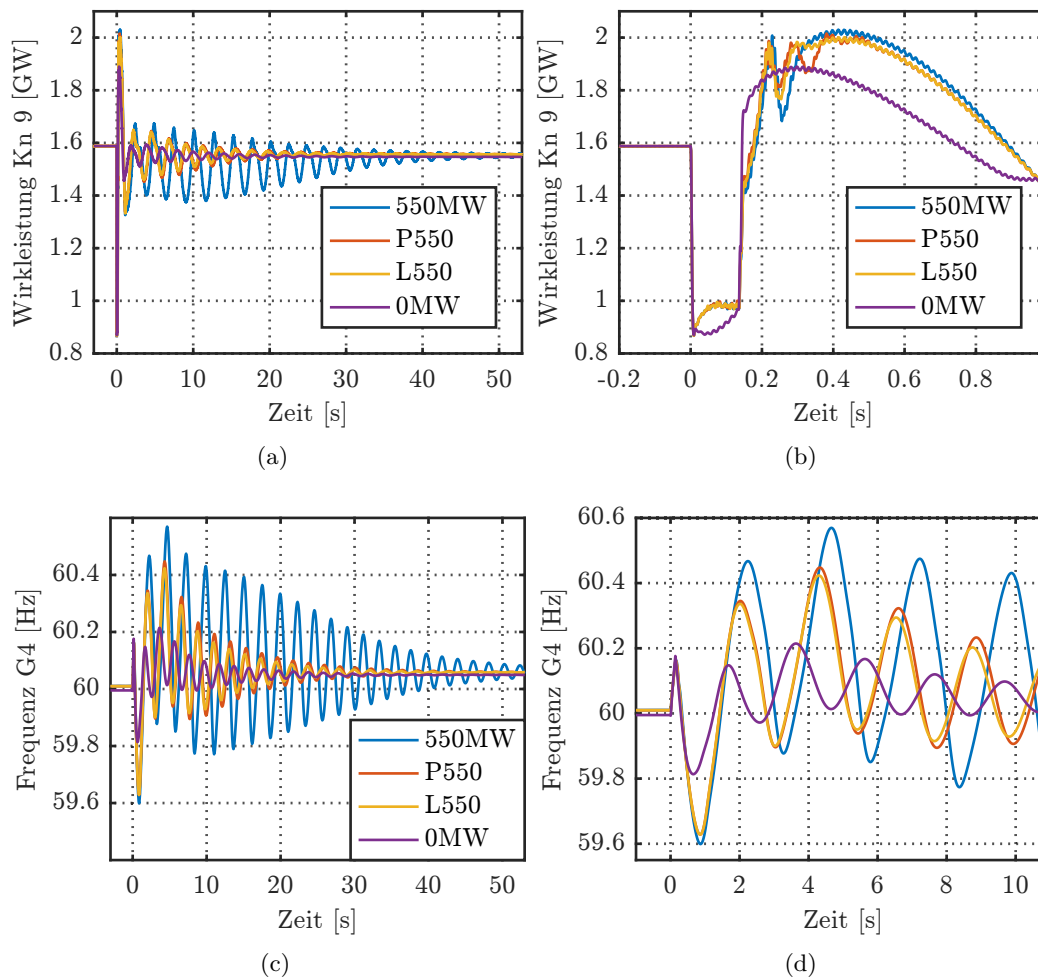 Wirkleistung Kn 9 [GW]
2
1.8
1.6
1.4
1.2
1
0.8
0 10 20 30 40 50
Zeit [s]
550MW
P550
L550
0MW
(a)
Wirkleistung Kn 9 [GW]
2
1.8
1.6
1.4
1.2
1
0.8
-0.2 0 0.2 0.4 0.6 0.8
Zeit [s]
550MW
P550
L550
0MW
(b)
Frequenz G4 [Hz]
60.4
60.2
60
59.8
59.6
0 10 20 30 40 50
Zeit [s]
550MW
P550
L550
0MW
(c)
Frequenz G4 [Hz]
60.6
60.4
60.2
60
59.8
59.6
0 2 4 6 8 10
Zeit [s]
550MW
P550
L550
0MW
(d)